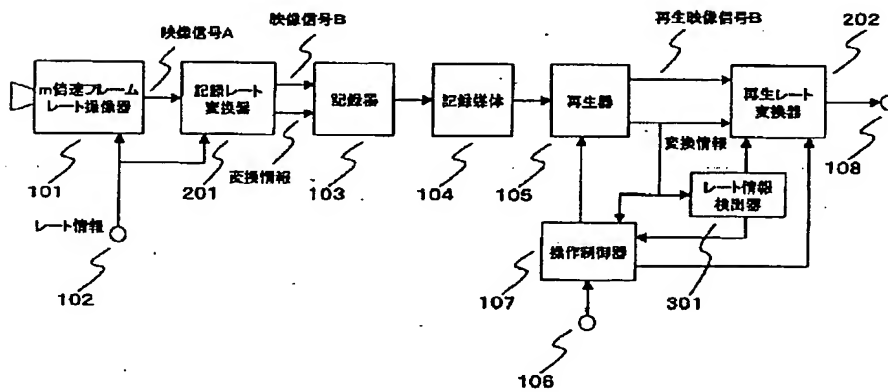 映像信号A
映像信号B
再生映像信号B
202
m倍速フレーム
レート撮像器
記録レート
変換器
記録器
記録媒体
再生器
再生レート
変換器
101
201
変換情報
103
104
105
変換情報
108
レート情報
レート情報
検出器
102
操作制御器
107
301
106